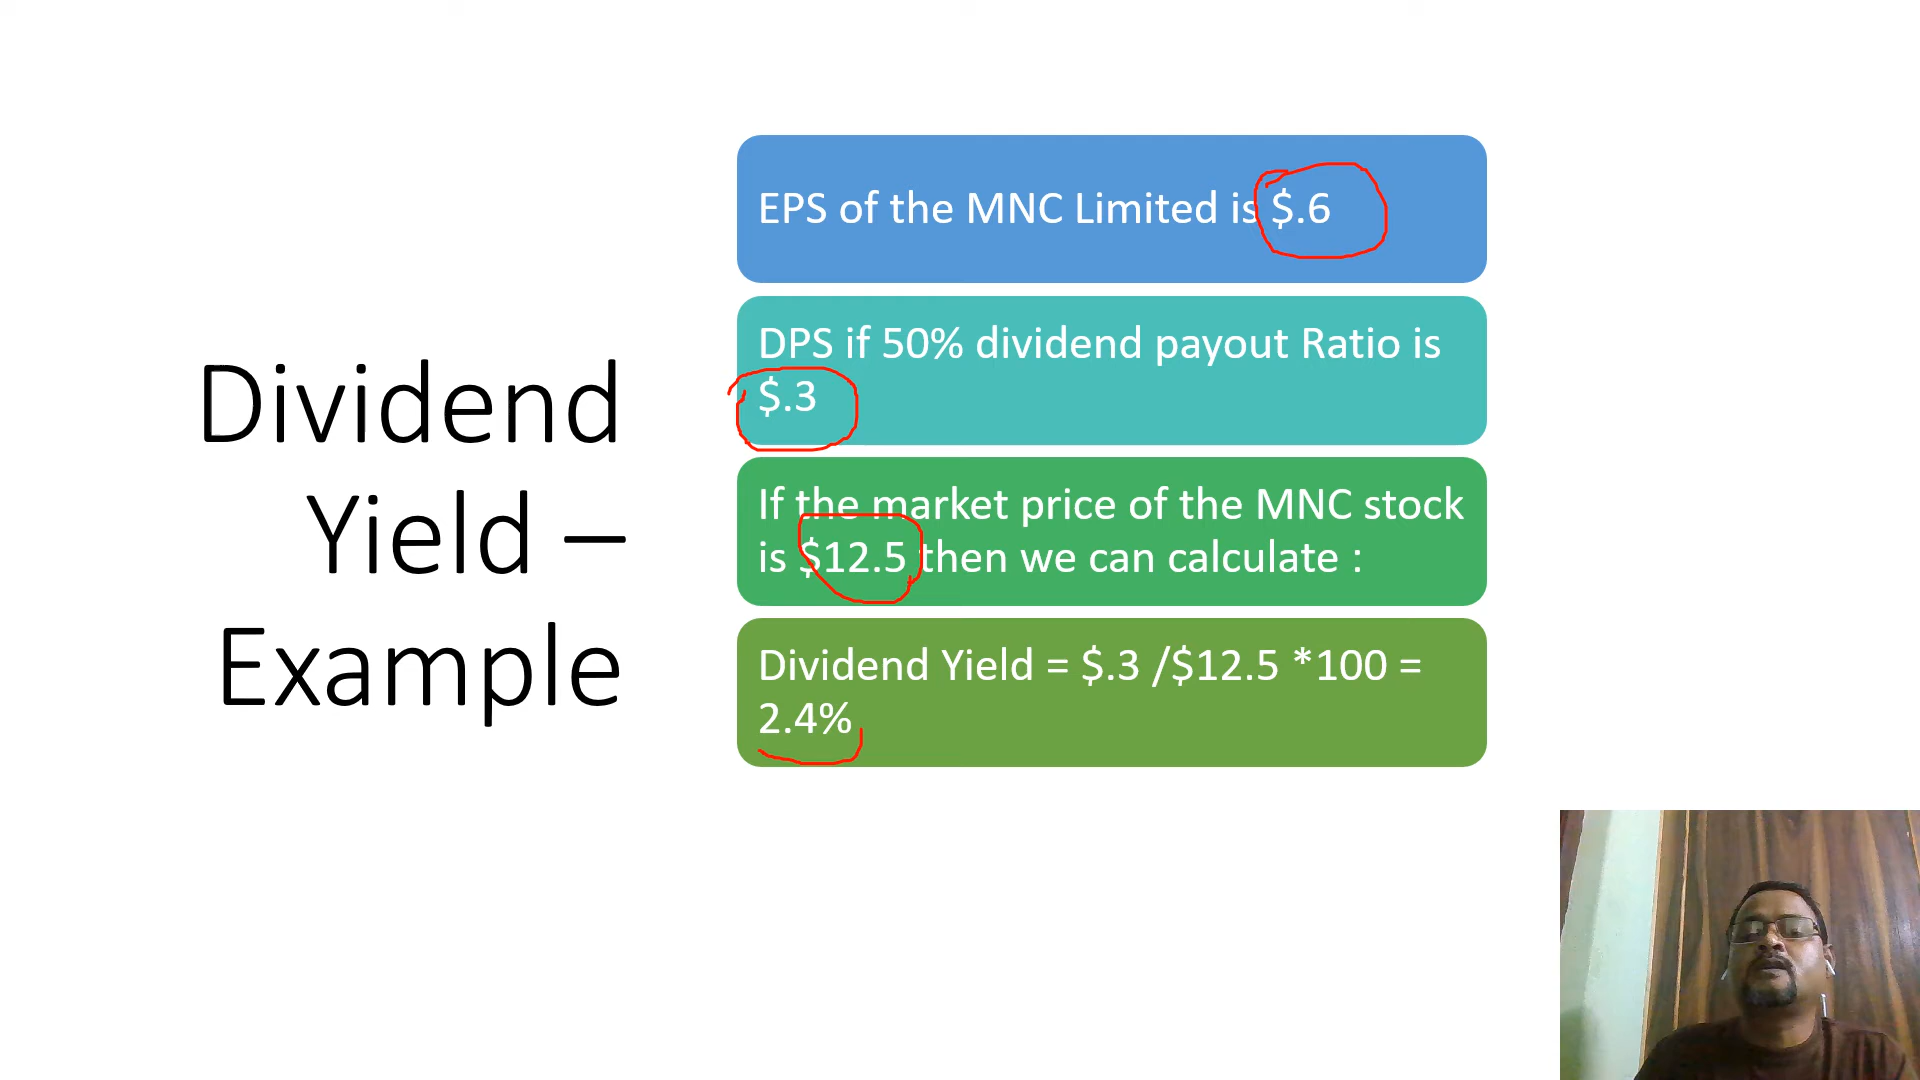 Dividend
Yield –
Example
EPS of the MNC Limited is $.6
DPS if 50% dividend payout Ratio is
$.3
If the market price of the MNC stock
is $12.5 then we can calculate :
Dividend Yield = $.3 /$12.5 *100 =
2.4%